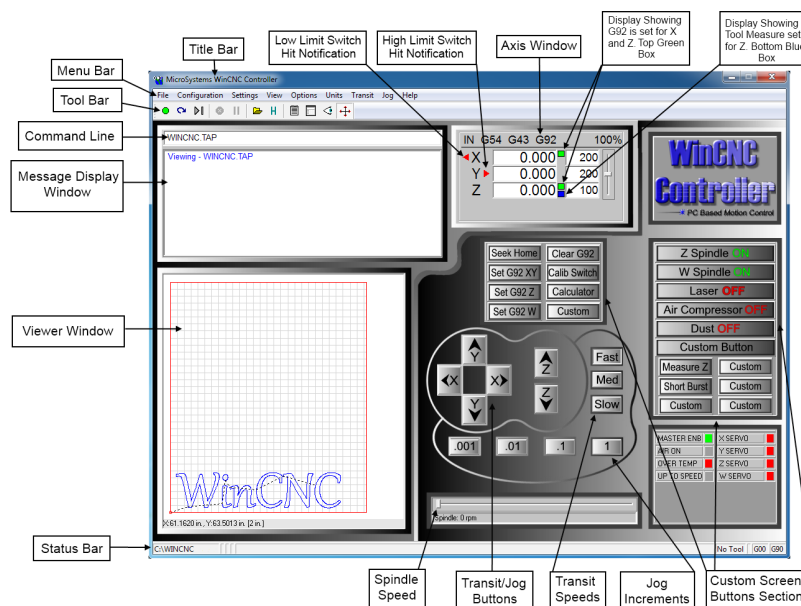 Title Bar
Low Limit Switch
Hit Notification
High Limit Switch
Hit Notification
Axis Window
Display Showing
G92 is set for X
and Z. Top Green
Box
Display Showing
Tool Measure set
for Z. Bottom Blue
Box
Menu Bar
Tool Bar
Command Line
Message Display
Window
Viewer Window
Status Bar
MicroSystems WinCNC Controller
File Configuration Settings View Options Units Transit Jog Help
WINCNC.TAP
Viewing - WINCNC.TAP
IN G54 G43 G92 100%
X 0.000 200
Y 0.000 200
Z 0.000 100
WinCNC
Controller
PC Based Motion Control
Seek Home Clear G92
Set G92 XY Calib Switch
Set G92 Z Calculator
Set G92 W Custom
Z Spindle ON
W Spindle ON
Laser OFF
Air Compressor OFF
Dust OFF
Custom Button
Measure Z Custom
Short Burst Custom
Custom Custom
Y
X X
Y
Z
Z
Fast
Med
Slow
.001 .01 .1 1
MASTER ENB X SERVO
AIR ON Y SERVO
OVER TEMP Z SERVO
UP TO SPEED W SERVO
WinCNC
X:61.1620 in., Y:63.5013 in. [2 in.]
Spindle: 0 rpm
C:\WINCNC
No Tool G00 G90
Spindle
Speed
Transit/Jog
Buttons
Transit
Speeds
Jog
Increments
Custom Screen
Buttons Section